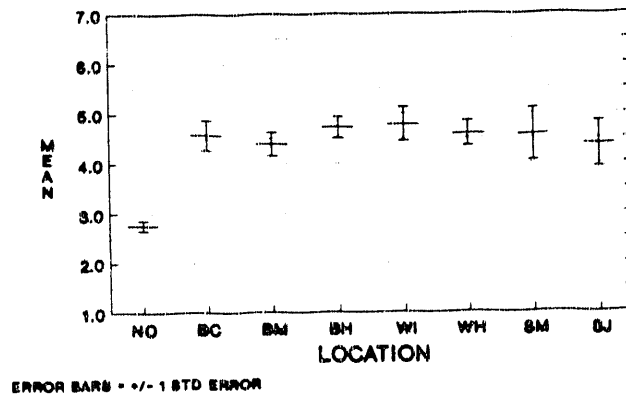 7.0
6.0
5.0
4.0
3.0
2.0
1.0
MEAN
NO BC BM BH WI WH SM SJ
LOCATION
ERROR BARS = +/- 1 STD ERROR